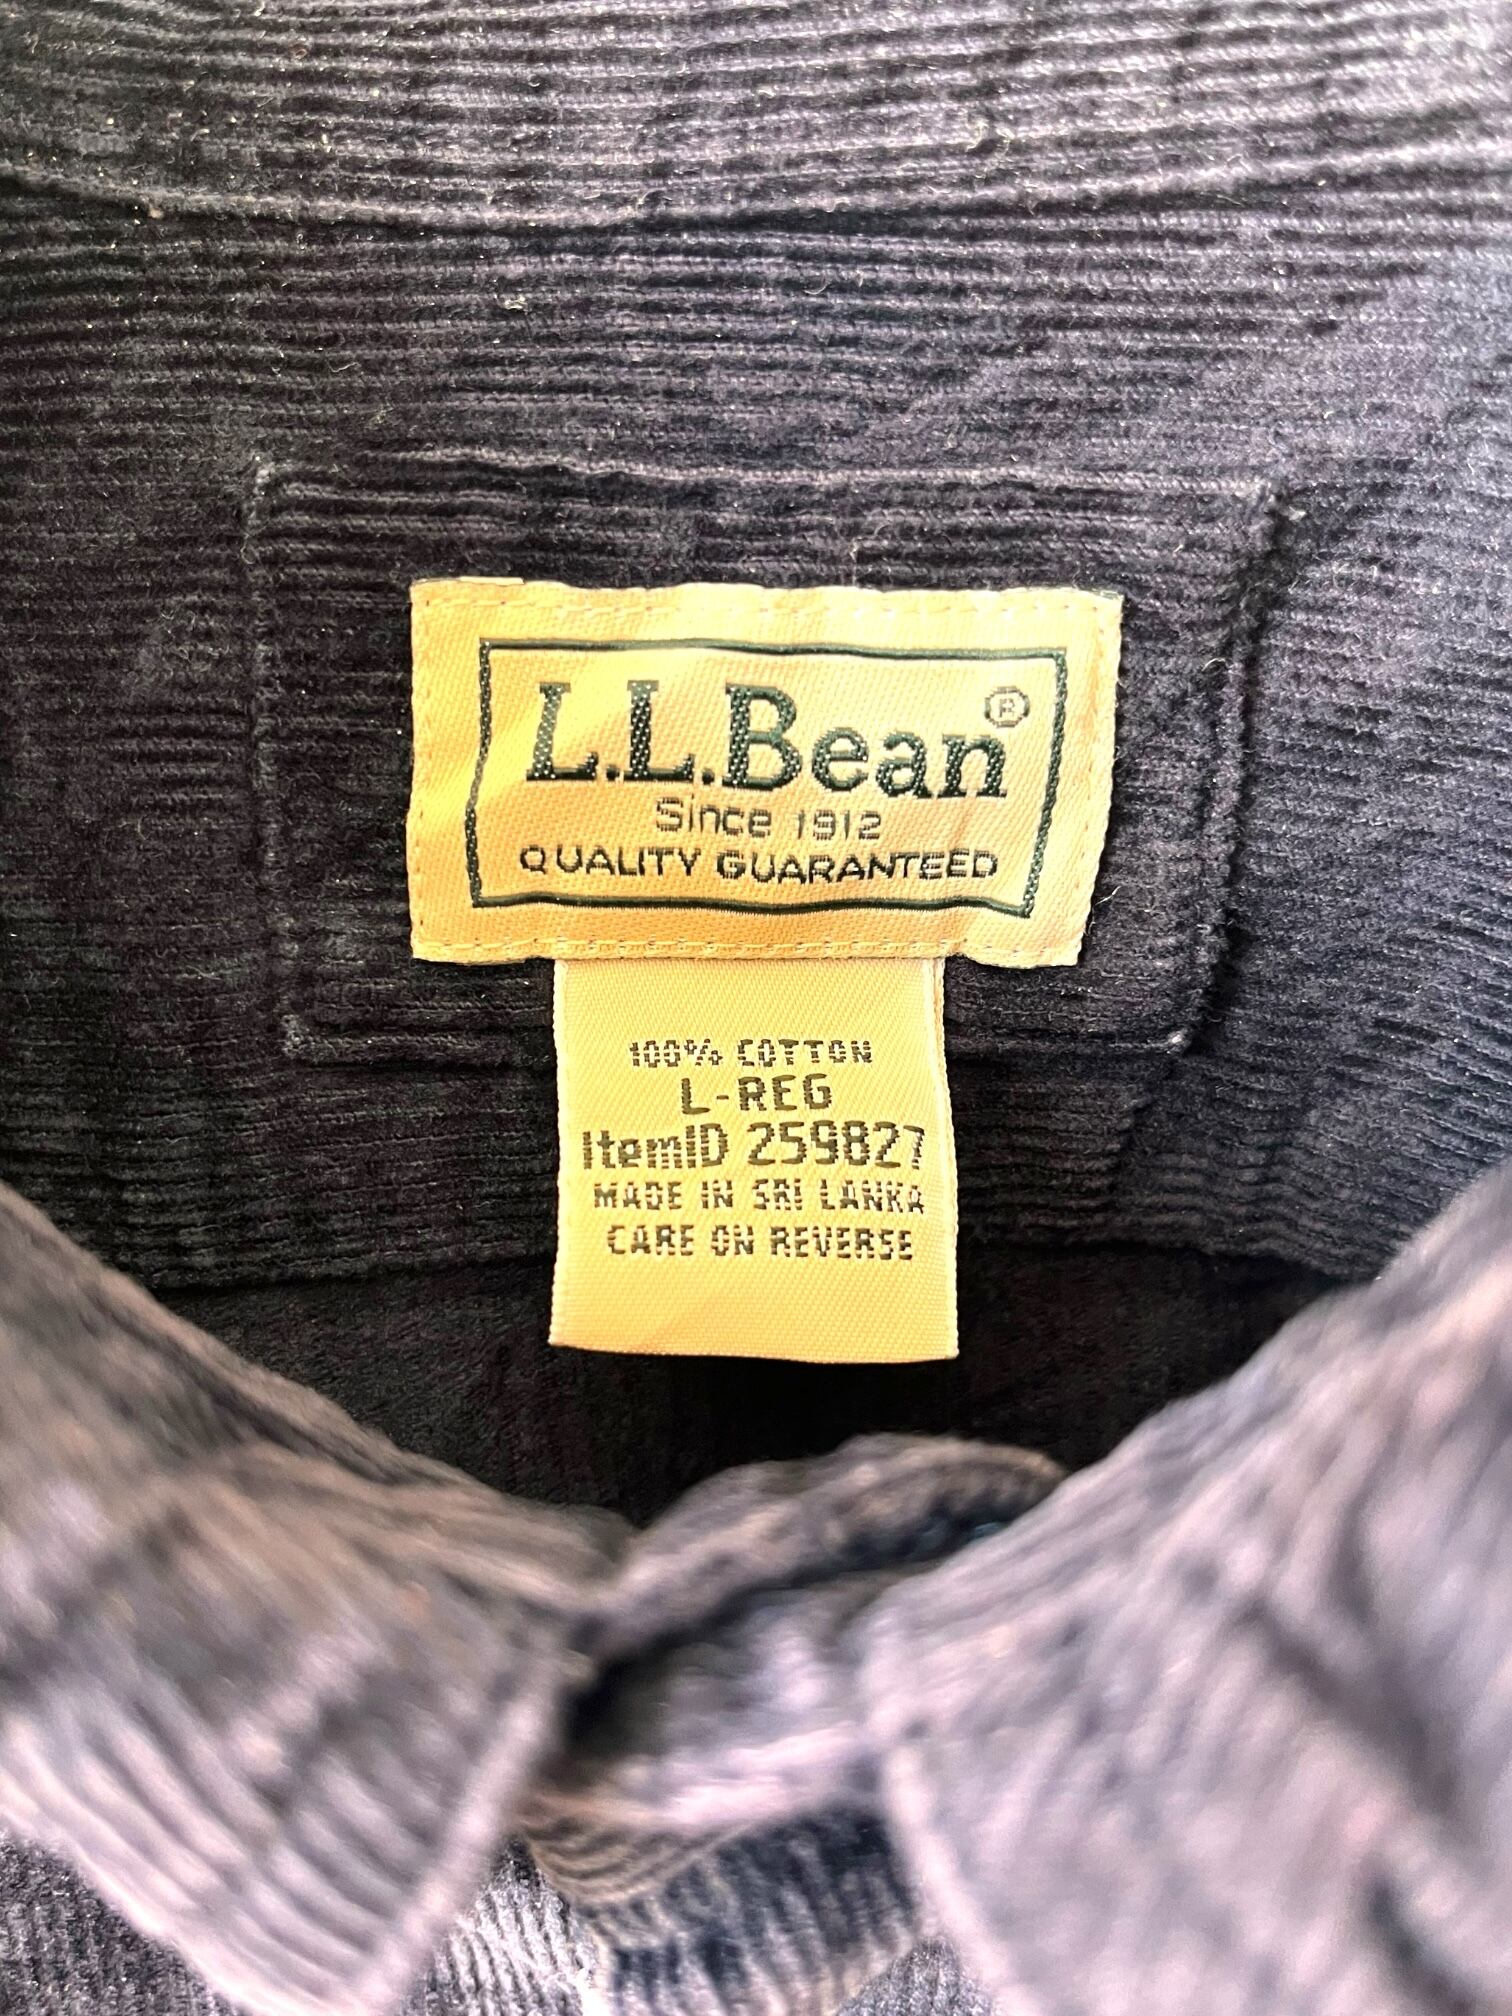 L.L.Bean®
Since 1912
QUALITY GUARANTEED
100% COTTON
L-REG
ItemID 259827
MADE IN SRI LANKA
CARE ON REVERSE